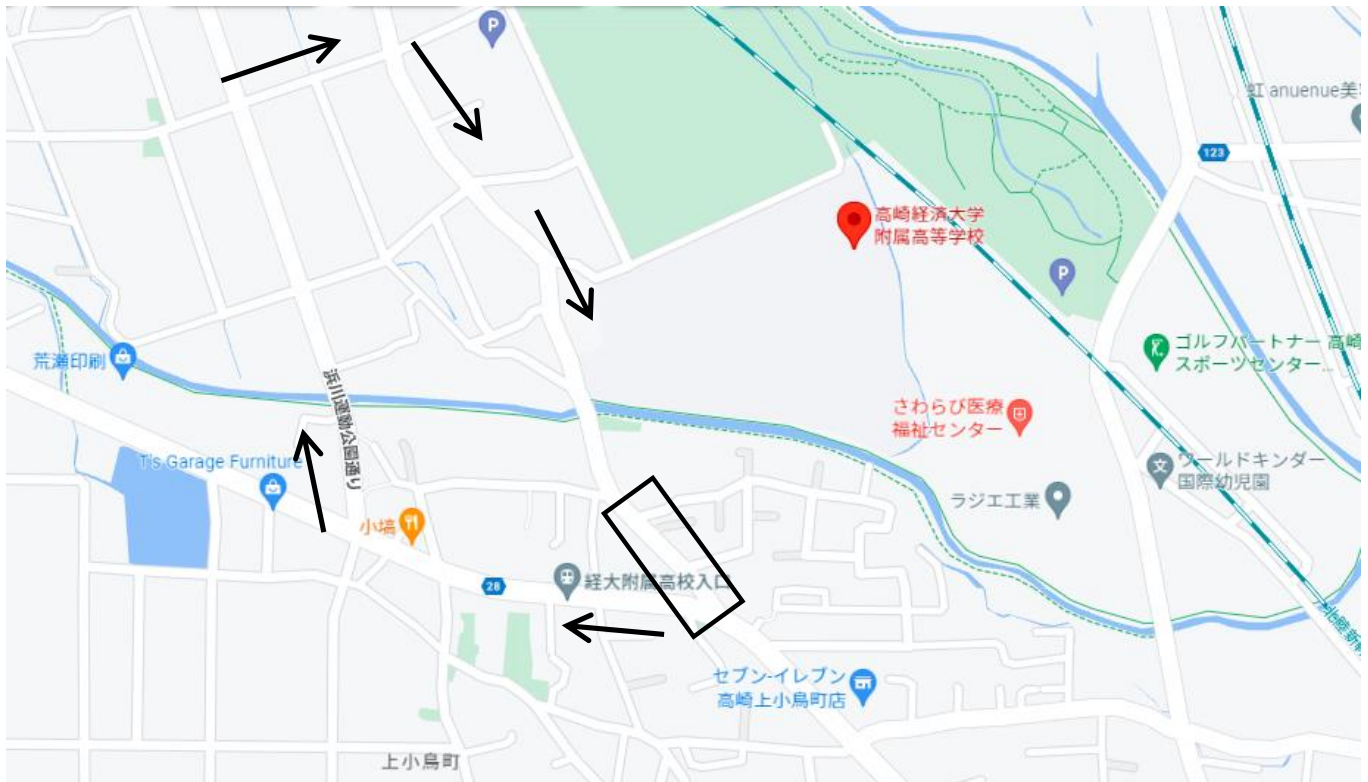 P
虹 anuenue美
123
高崎経済大学
附属高等学校
P
ゴルフパートナー 高崎
スポーツセンター...
荒瀬印刷
浜川運動公園通り
さわらび医療
福祉センター
T's Garage Furniture
ワールドキンダー
国際幼児園
文
ラジエ工業
小塙
28
経大附属高校入口
北陸新
セブン-イレブン
高崎上小鳥町店
上小鳥町